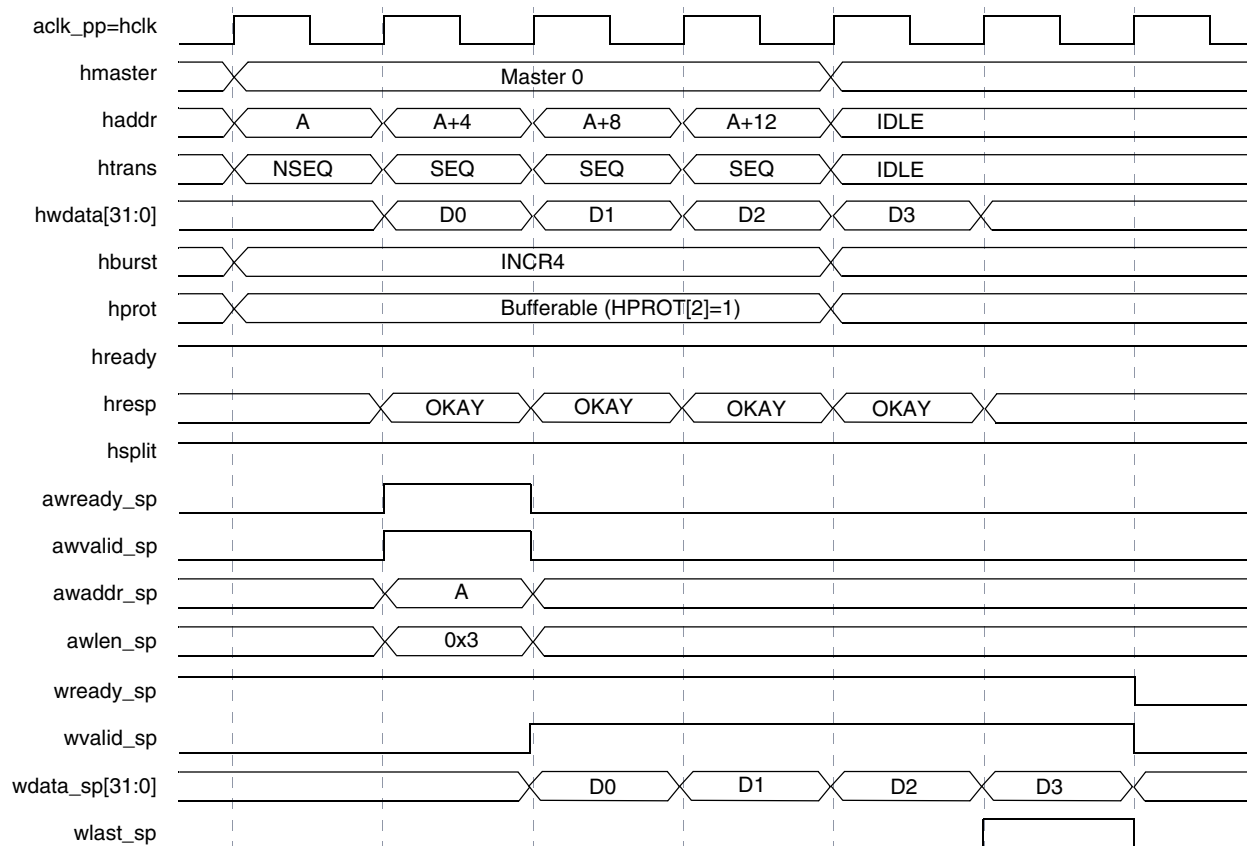 aclk_pp=hclk
hmaster Master 0
haddr A A+4 A+8 A+12 IDLE
htrans NSEQ SEQ SEQ SEQ IDLE
hwdata[31:0] D0 D1 D2 D3
hburst INCR4
hprot Bufferable (HPROT[2]=1)
hready
hresp OKAY OKAY OKAY OKAY
hsplit
awready_sp
awvalid_sp
awaddr_sp A
awlen_sp 0x3
wready_sp
wvalid_sp
wdata_sp[31:0] D0 D1 D2 D3
wlast_sp